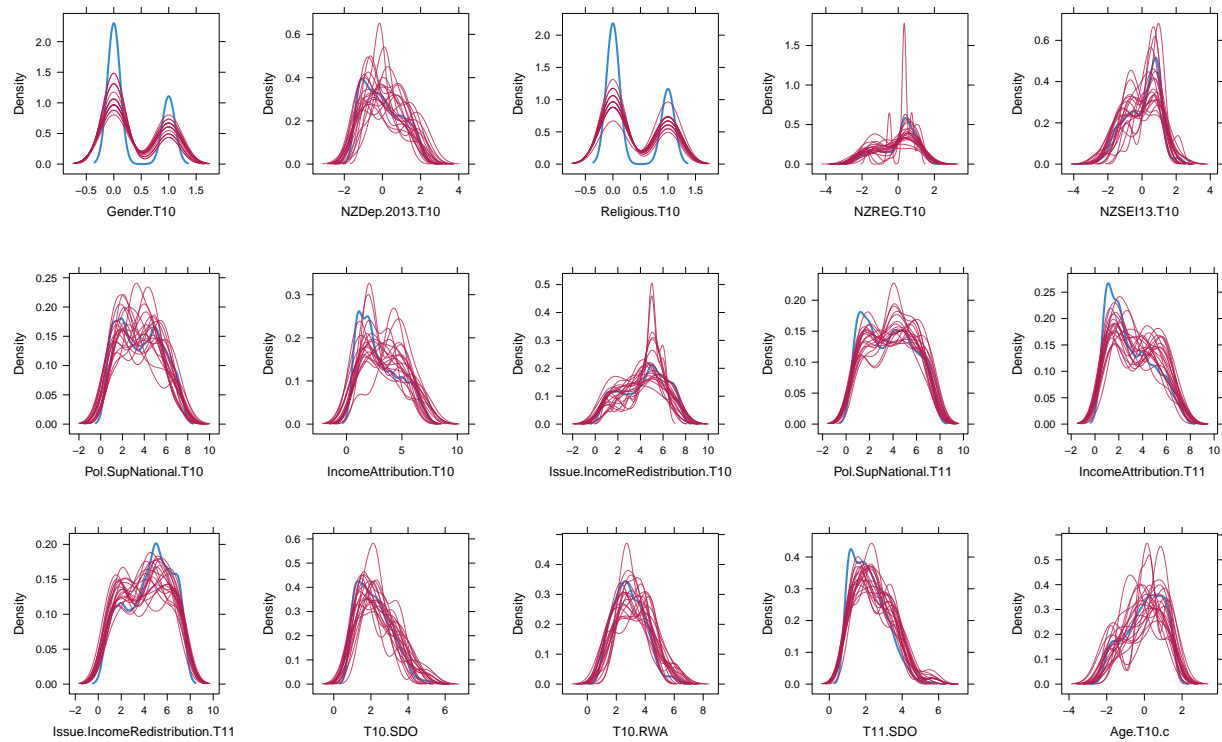 Density
2.0
1.5
1.0
0.5
0.0
−0.5 0.0 0.5 1.0 1.5
Gender.T10
Density
0.6
0.4
0.2
0.0
−2 0 2 4
NZDep.2013.T10
Density
2.0
1.5
1.0
0.5
0.0
−0.5 0.0 0.5 1.0 1.5
Religious.T10
Density
1.5
1.0
0.5
0.0
−4 −2 0 2
NZREG.T10
Density
0.6
0.4
0.2
0.0
−4 −2 0 2 4
NZSEI13.T10
Density
0.25
0.20
0.15
0.10
0.05
0.00
−2 0 2 4 6 8 10
Pol.SupNational.T10
Density
0.3
0.2
0.1
0.0
0 5 10
IncomeAttribution.T10
Density
0.5
0.4
0.3
0.2
0.1
0.0
−2 0 2 4 6 8 10
Issue.IncomeRedistribution.T10
Density
0.20
0.15
0.10
0.05
0.00
−2 0 2 4 6 8 10
Pol.SupNational.T11
Density
0.25
0.20
0.15
0.10
0.05
0.00
−2 0 2 4 6 8 10
IncomeAttribution.T11
Density
0.20
0.15
0.10
0.05
0.00
−2 0 2 4 6 8 10
Issue.IncomeRedistribution.T11
Density
0.6
0.5
0.4
0.3
0.2
0.1
0.0
0 2 4 6
T10.SDO
Density
0.5
0.4
0.3
0.2
0.1
0.0
0 2 4 6 8
T10.RWA
Density
0.4
0.3
0.2
0.1
0.0
0 2 4 6
T11.SDO
Density
0.6
0.5
0.4
0.3
0.2
0.1
0.0
−4 −2 0 2
Age.T10.c